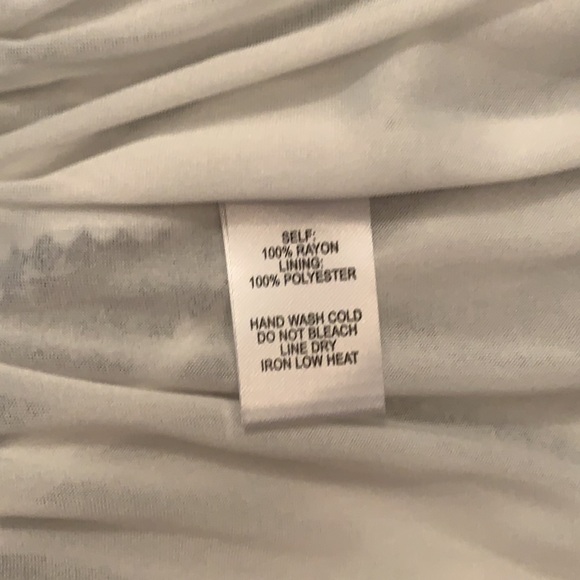 SELF:
100% RAYON
LINING:
100% POLYESTER
HAND WASH COLD
DO NOT BLEACH
LINE DRY
IRON LOW HEAT